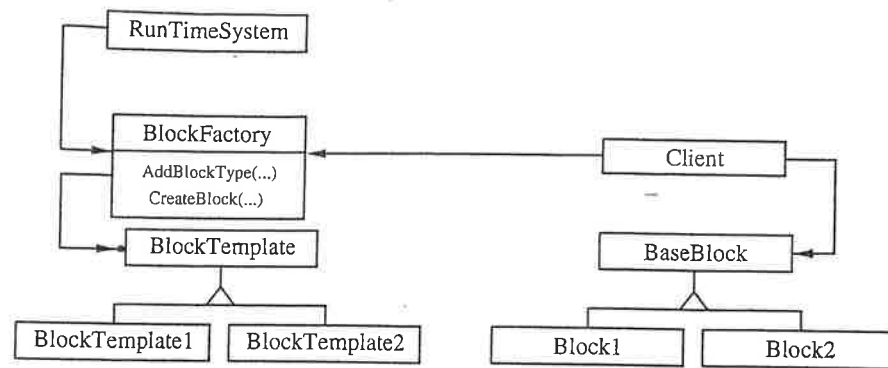 RunTimeSystem
BlockFactory
AddBlockType(...)
CreateBlock(...)
Client
BlockTemplate
BaseBlock
BlockTemplate1
BlockTemplate2
Block1
Block2